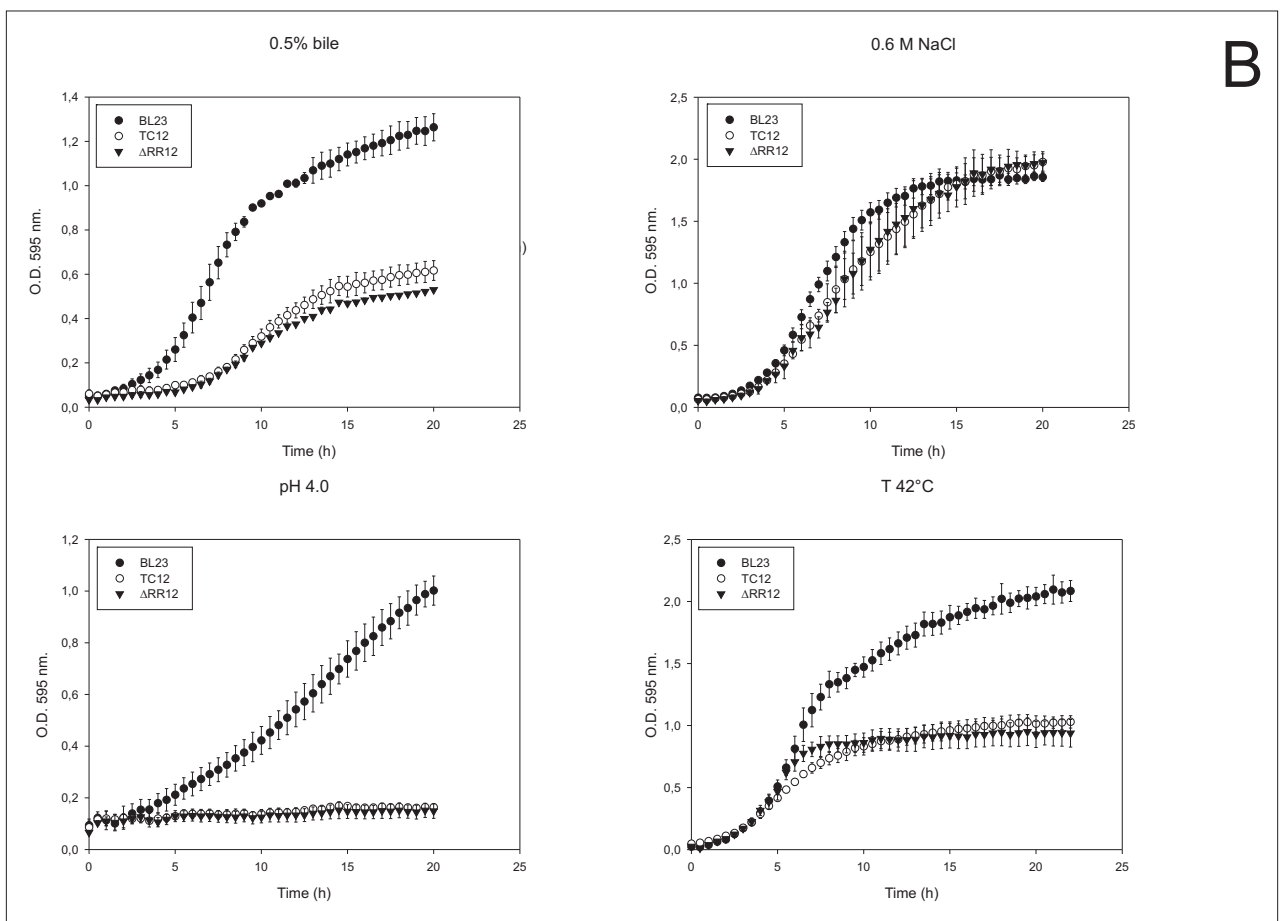 B
0.5% bile
1,4
1,2
1,0
0,8
0,6
0,4
0,2
0,0
O.D. 595 nm.
BL23
TC12
ΔRR12
)
0 5 10 15 20 25
Time (h)
0.6 M NaCl
2,5
2,0
1,5
1,0
0,5
0,0
O.D. 595 nm.
BL23
TC12
ΔRR12
0 5 10 15 20 25
Time (h)
pH 4.0
1,2
1,0
0,8
0,6
0,4
0,2
0,0
O.D. 595 nm.
BL23
TC12
ΔRR12
0 5 10 15 20 25
Time (h)
T 42°C
2,5
2,0
1,5
1,0
0,5
0,0
O.D. 595 nm.
BL23
TC12
ΔRR12
0 5 10 15 20 25
Time (h)